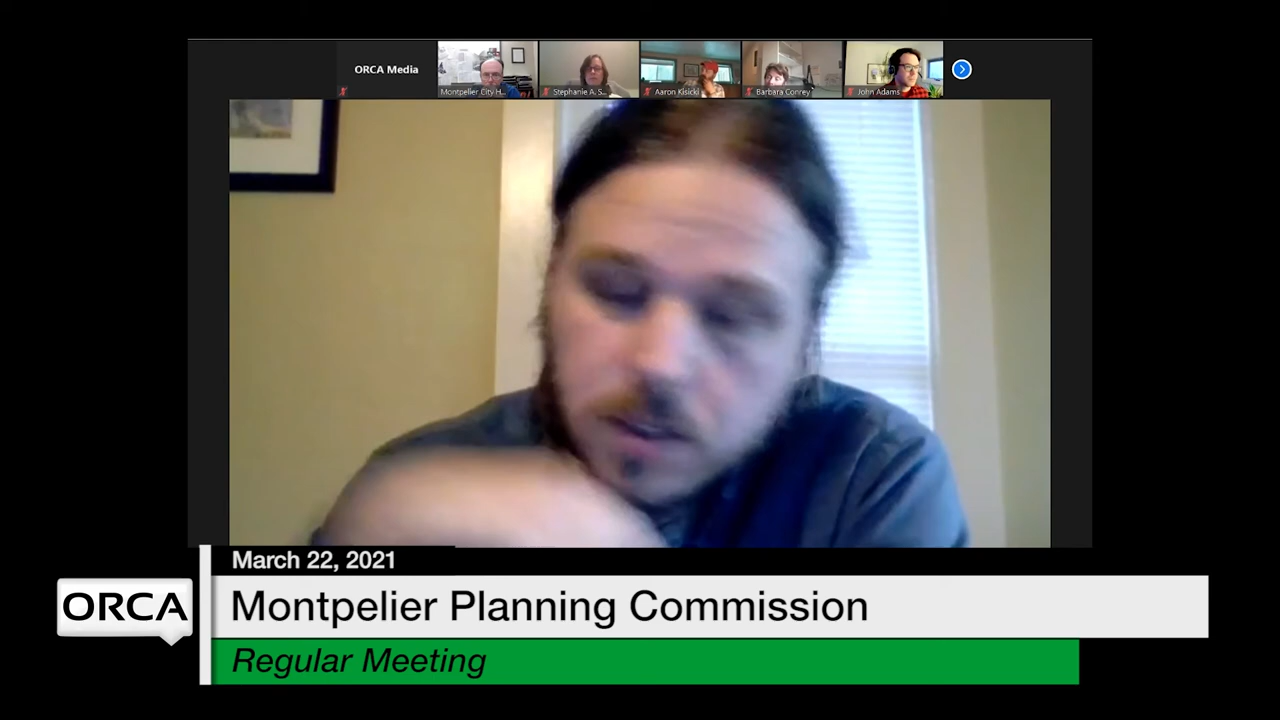 ORCA Media
Montpelier City H...
Stephanie A. S...
Aaron Kisicki
Barbara Conrey
John Adams
March 22, 2021
ORCA
Montpelier Planning Commission
Regular Meeting